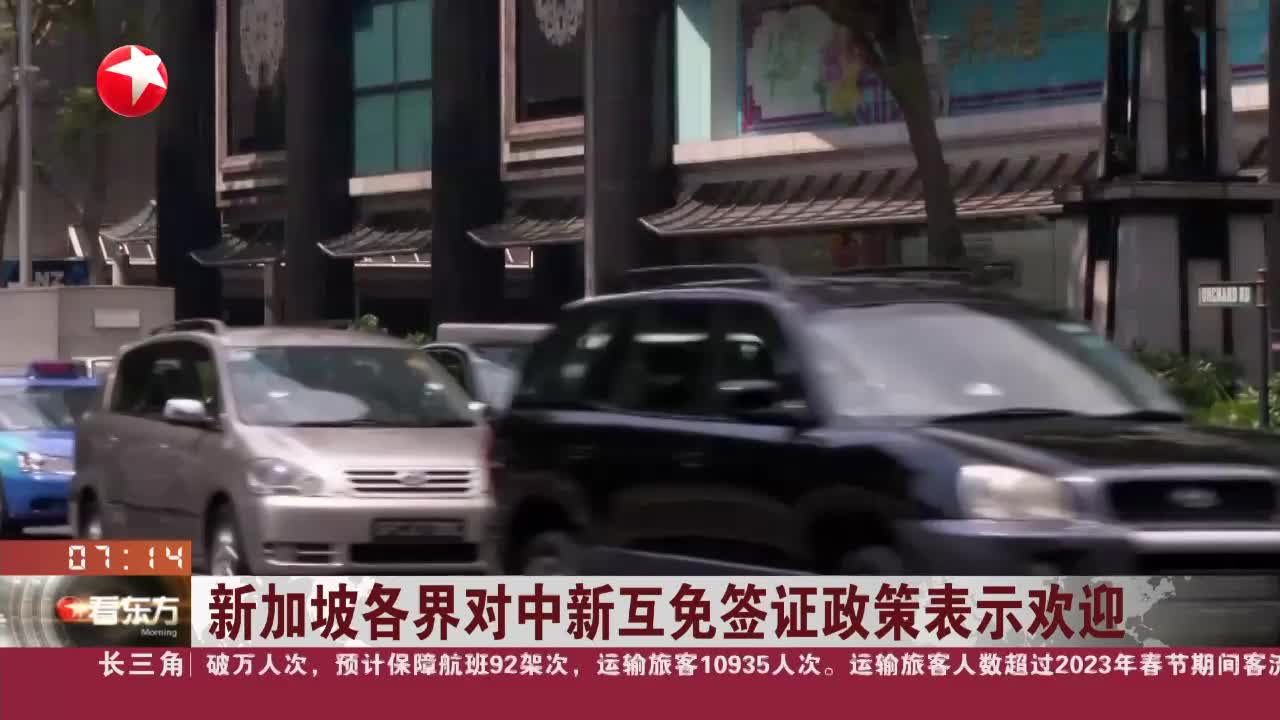 ORCHARD RD
07:14
看东方
Morning
新加坡各界对中新互免签证政策表示欢迎
长三角
破万人次，预计保障航班92架次，运输旅客10935人次。运输旅客人数超过2023年春节期间客流